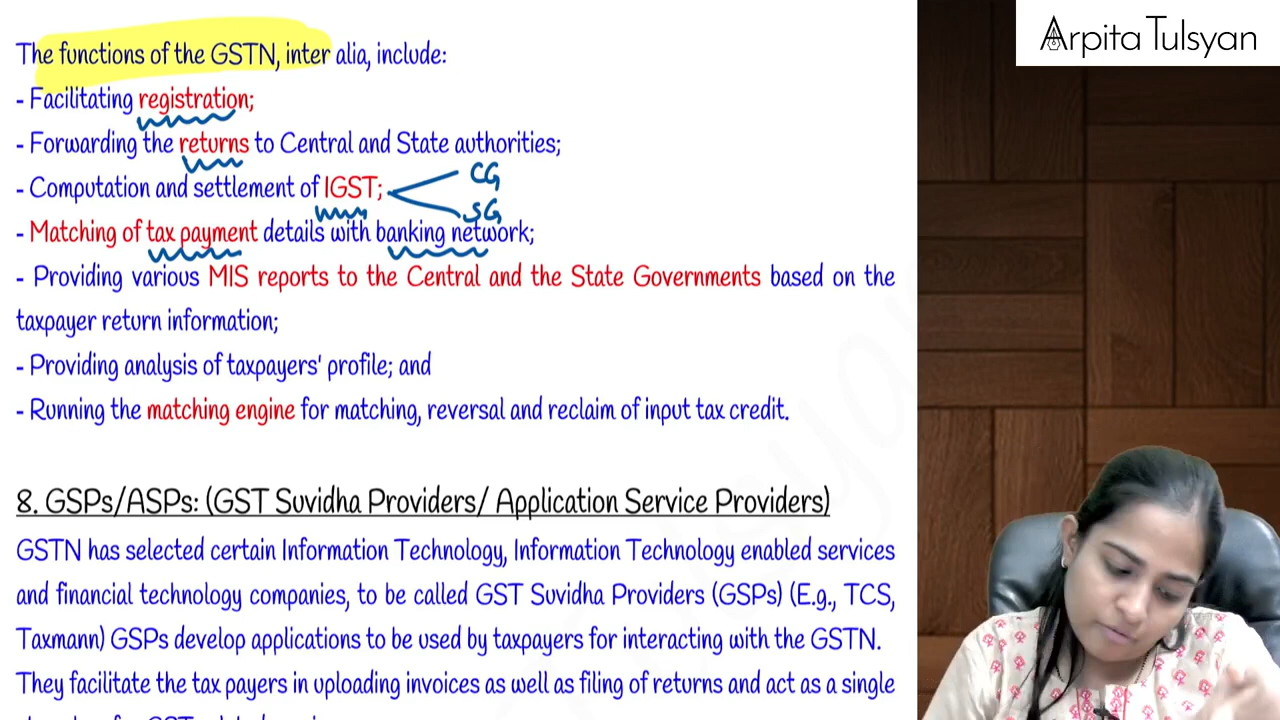 Arpita Tulsyan
The functions of the GSTN, inter alia, include:
- Facilitating registration;
- Forwarding the returns to Central and State authorities;
CG
- Computation and settlement of IGST;
SG
- Matching of tax payment details with banking network;
- Providing various MIS reports to the Central and the State Governments based on the
taxpayer return information;
- Providing analysis of taxpayers' profile; and
- Running the matching engine for matching, reversal and reclaim of input tax credit.
8. GSPs/ASPs: (GST Suvidha Providers/ Application Service Providers)
GSTN has selected certain Information Technology, Information Technology enabled services
and financial technology companies, to be called GST Suvidha Providers (GSPs) (E.g., TCS,
Taxmann) GSPs develop applications to be used by taxpayers for interacting with the GSTN.
They facilitate the tax payers in uploading invoices as well as filing of returns and act as a single